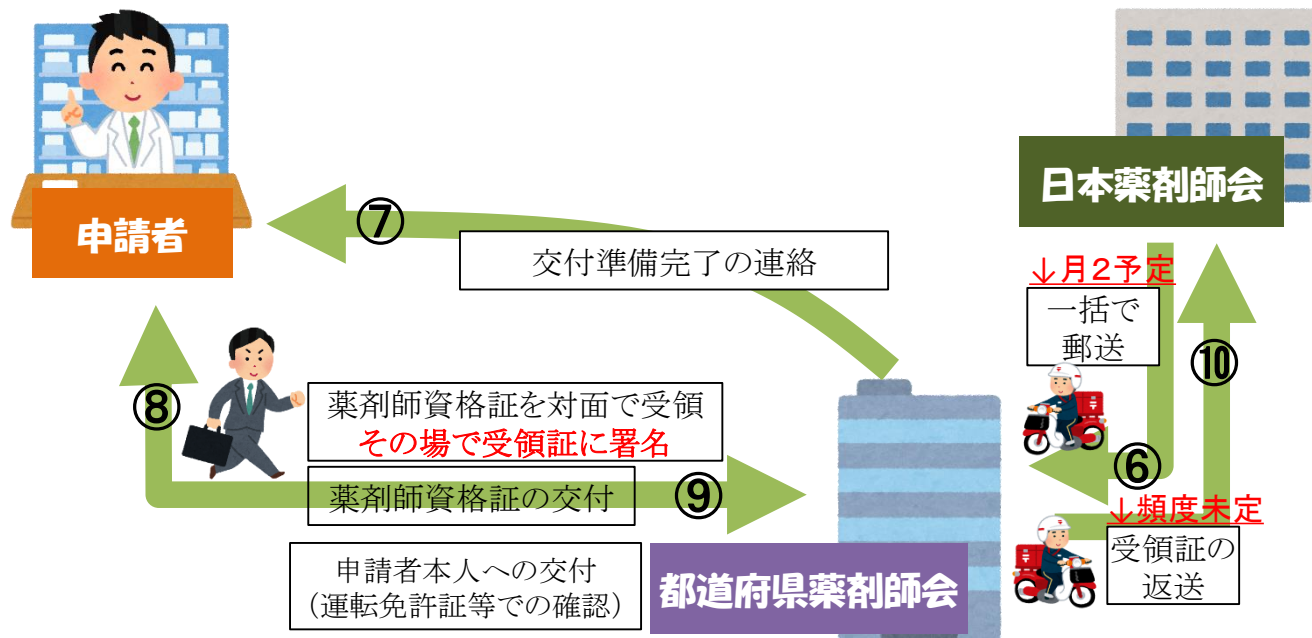 申請者
日本薬剤師会
⑦
交付準備完了の連絡
↓月2予定
一括で
郵送
⑩
⑧
薬剤師資格証を対面で受領
その場で受領証に署名
⑥
薬剤師資格証の交付
⑨
↓頻度未定
受領証の
返送
申請者本人への交付
(運転免許証等での確認)
都道府県薬剤師会